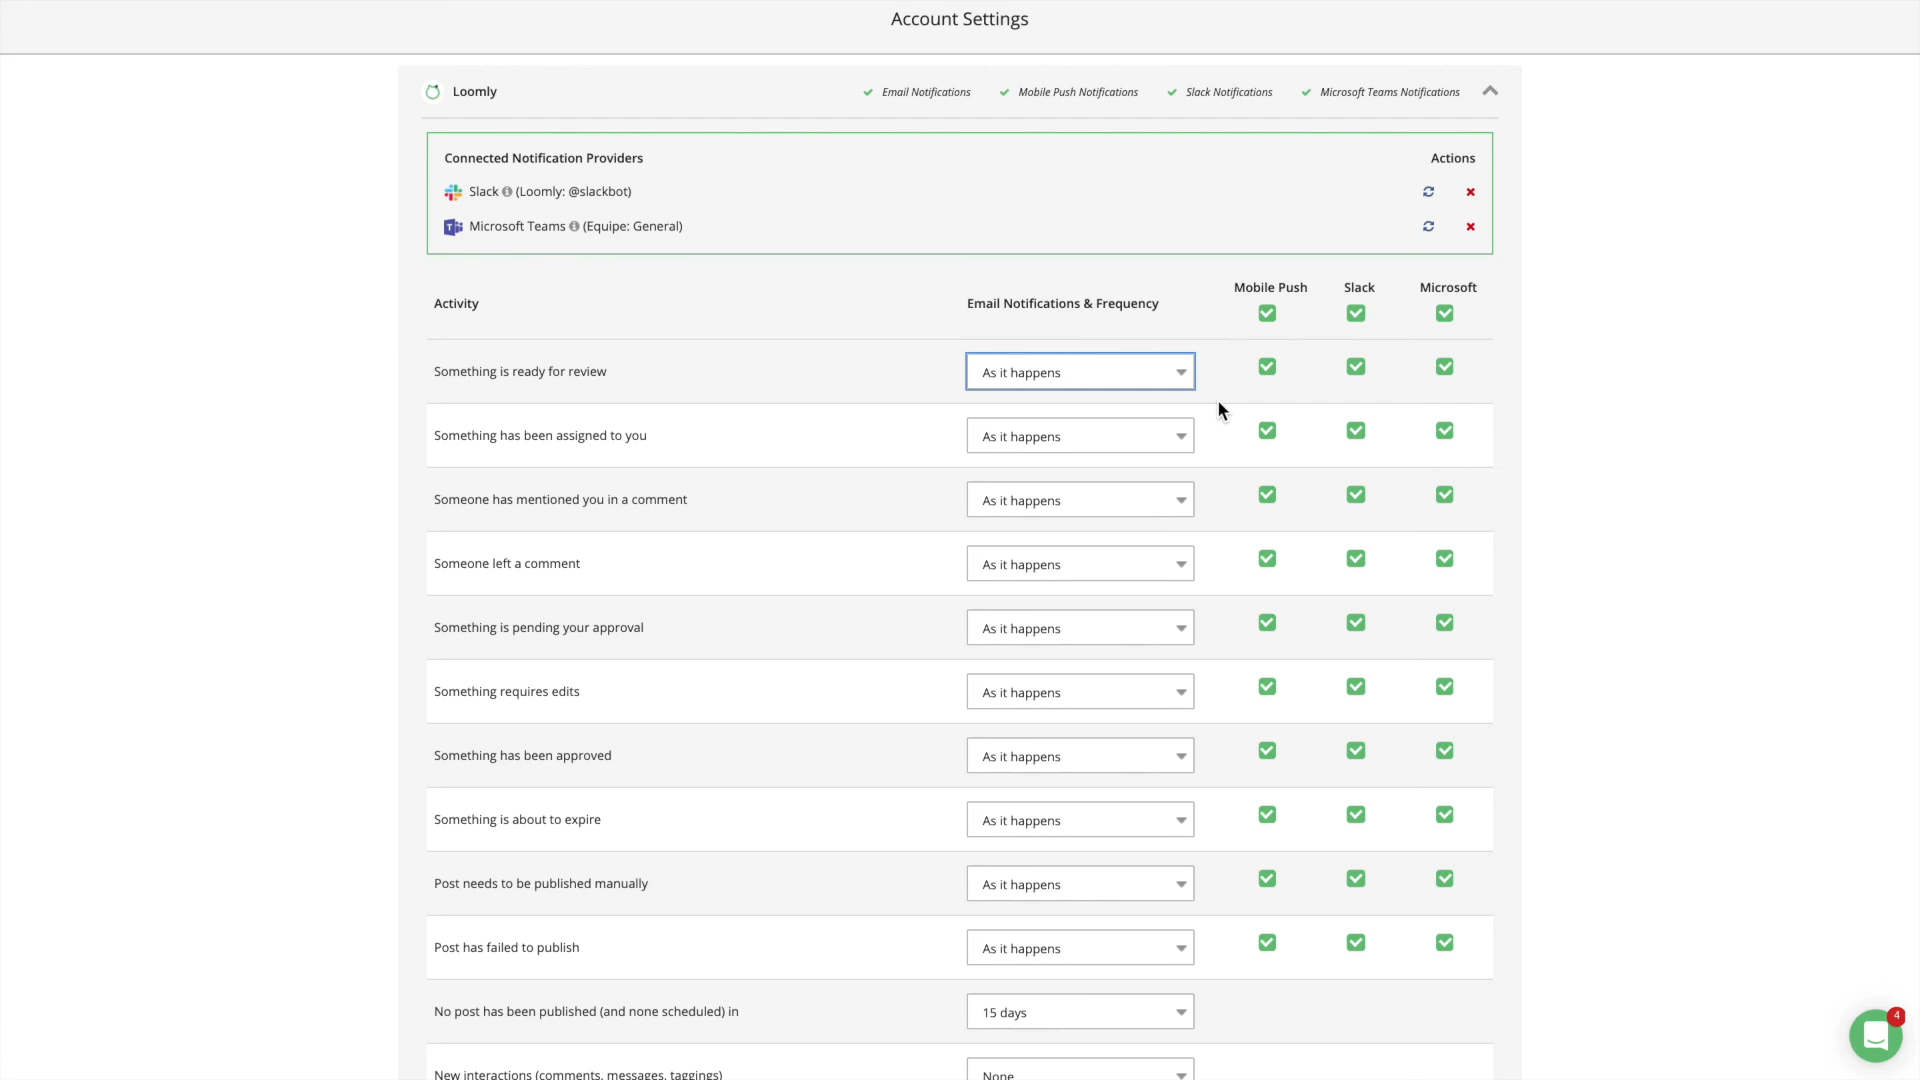 Account Settings
Loomly
Email Notifications
Mobile Push Notifications
Slack Notifications
Microsoft Teams Notifications
Connected Notification Providers
Actions
Slack (Loomly: @slackbot)
Microsoft Teams (Equipe: General)
Activity
Email Notifications & Frequency
Mobile Push
Slack
Microsoft
Something is ready for review
As it happens
Something has been assigned to you
As it happens
Someone has mentioned you in a comment
As it happens
Someone left a comment
As it happens
Something is pending your approval
As it happens
Something requires edits
As it happens
Something has been approved
As it happens
Something is about to expire
As it happens
Post needs to be published manually
As it happens
Post has failed to publish
As it happens
No post has been published (and none scheduled) in
15 days
4
New interactions (comments, messages, taggings)
None